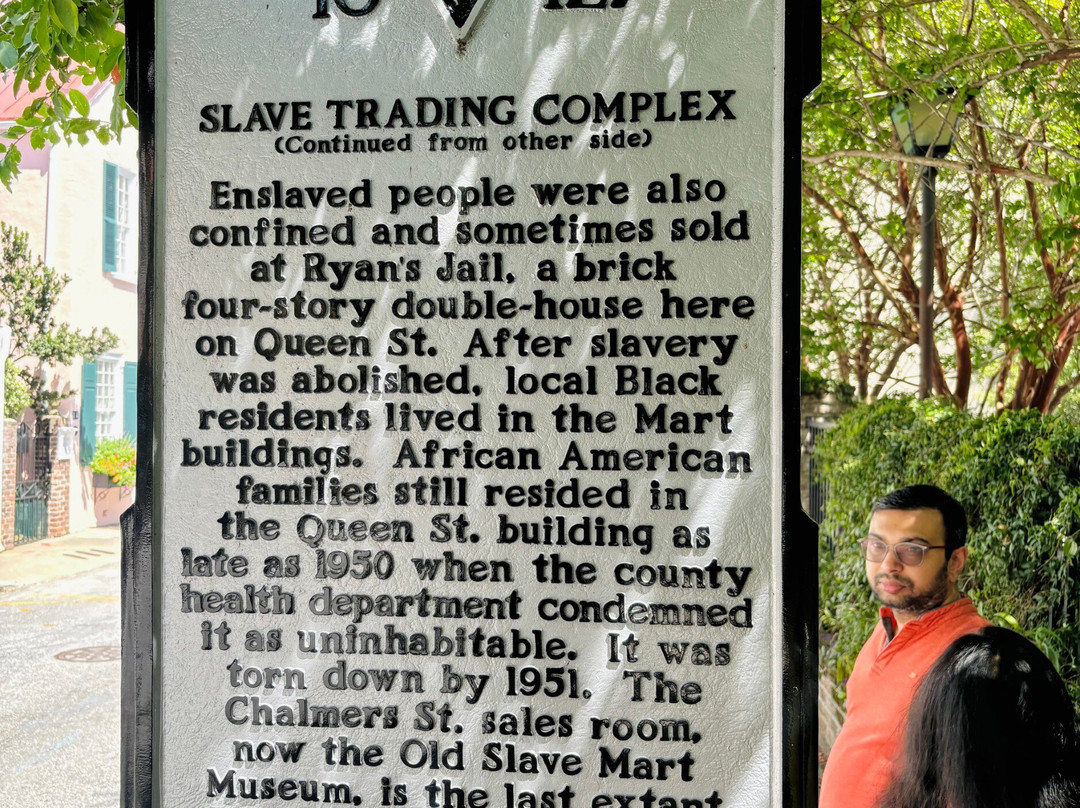 SLAVE TRADING COMPLEX
(Continued from other side)
Enslaved people were also
confined and sometimes sold
at Ryan's Jail, a brick
four-story double-house here
on Queen St. After slavery
was abolished, local Black
residents lived in the Mart
buildings. African American
families still resided in
the Queen St. building as
late as 1950 when the county
health department condemned
it as uninhabitable. It was
torn down by 1951. The
Chalmers St. sales room,
now the Old Slave Mart
Museum, is the last extant